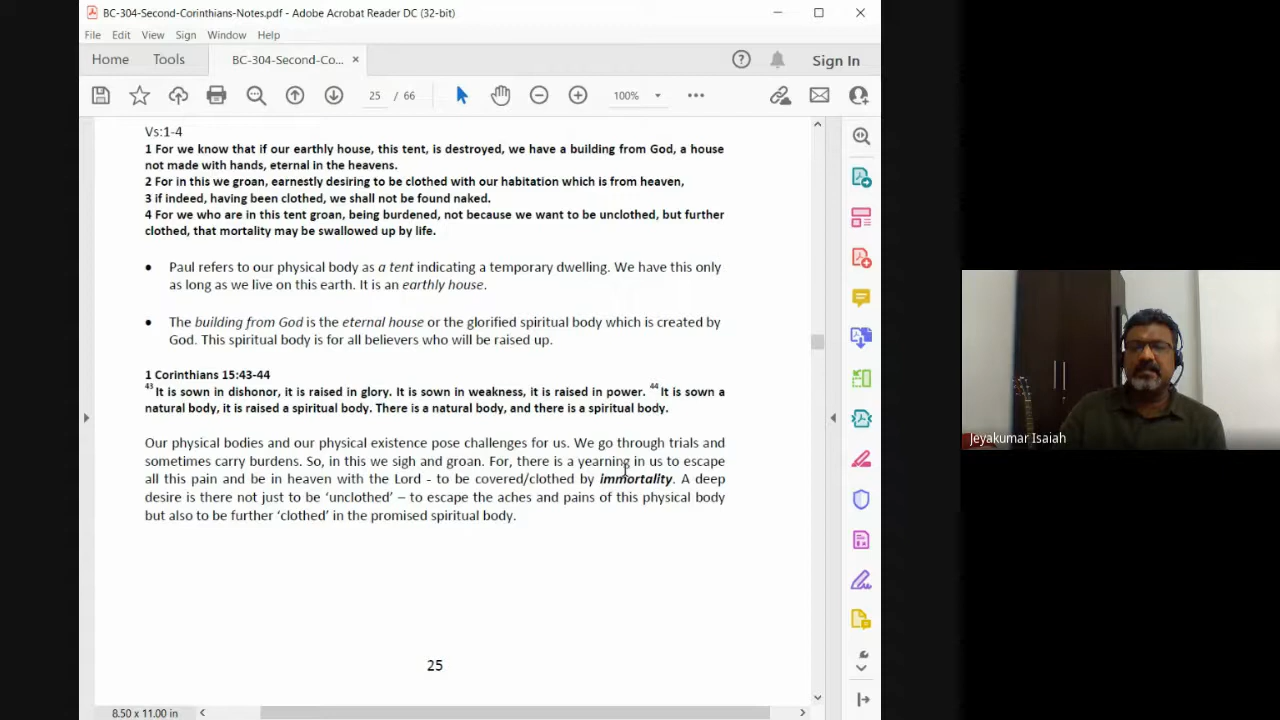 BC-304-Second-Corinthians-Notes.pdf - Adobe Acrobat Reader DC (32-bit)
File Edit View Sign Window Help
Home Tools BC-304-Second-Co... × Sign In
25 / 66 100%
Vs:1-4
1 For we know that if our earthly house, this tent, is destroyed, we have a building from God, a house
not made with hands, eternal in the heavens.
2 For in this we groan, earnestly desiring to be clothed with our habitation which is from heaven,
3 if indeed, having been clothed, we shall not be found naked.
4 For we who are in this tent groan, being burdened, not because we want to be unclothed, but further
clothed, that mortality may be swallowed up by life.
• Paul refers to our physical body as a tent indicating a temporary dwelling. We have this only
as long as we live on this earth. It is an earthly house.
• The building from God is the eternal house or the glorified spiritual body which is created by
God. This spiritual body is for all believers who will be raised up.
1 Corinthians 15:43-44
43 It is sown in dishonor, it is raised in glory. It is sown in weakness, it is raised in power. 44 It is sown a
natural body, it is raised a spiritual body. There is a natural body, and there is a spiritual body.
Our physical bodies and our physical existence pose challenges for us. We go through trials and
sometimes carry burdens. So, in this we sigh and groan. For, there is a yearning in us to escape
all this pain and be in heaven with the Lord - to be covered/clothed by immortality. A deep
desire is there not just to be ‘unclothed’ – to escape the aches and pains of this physical body
but also to be further ‘clothed’ in the promised spiritual body.
25
8.50 x 11.00 in
Jeyakumar Isaiah